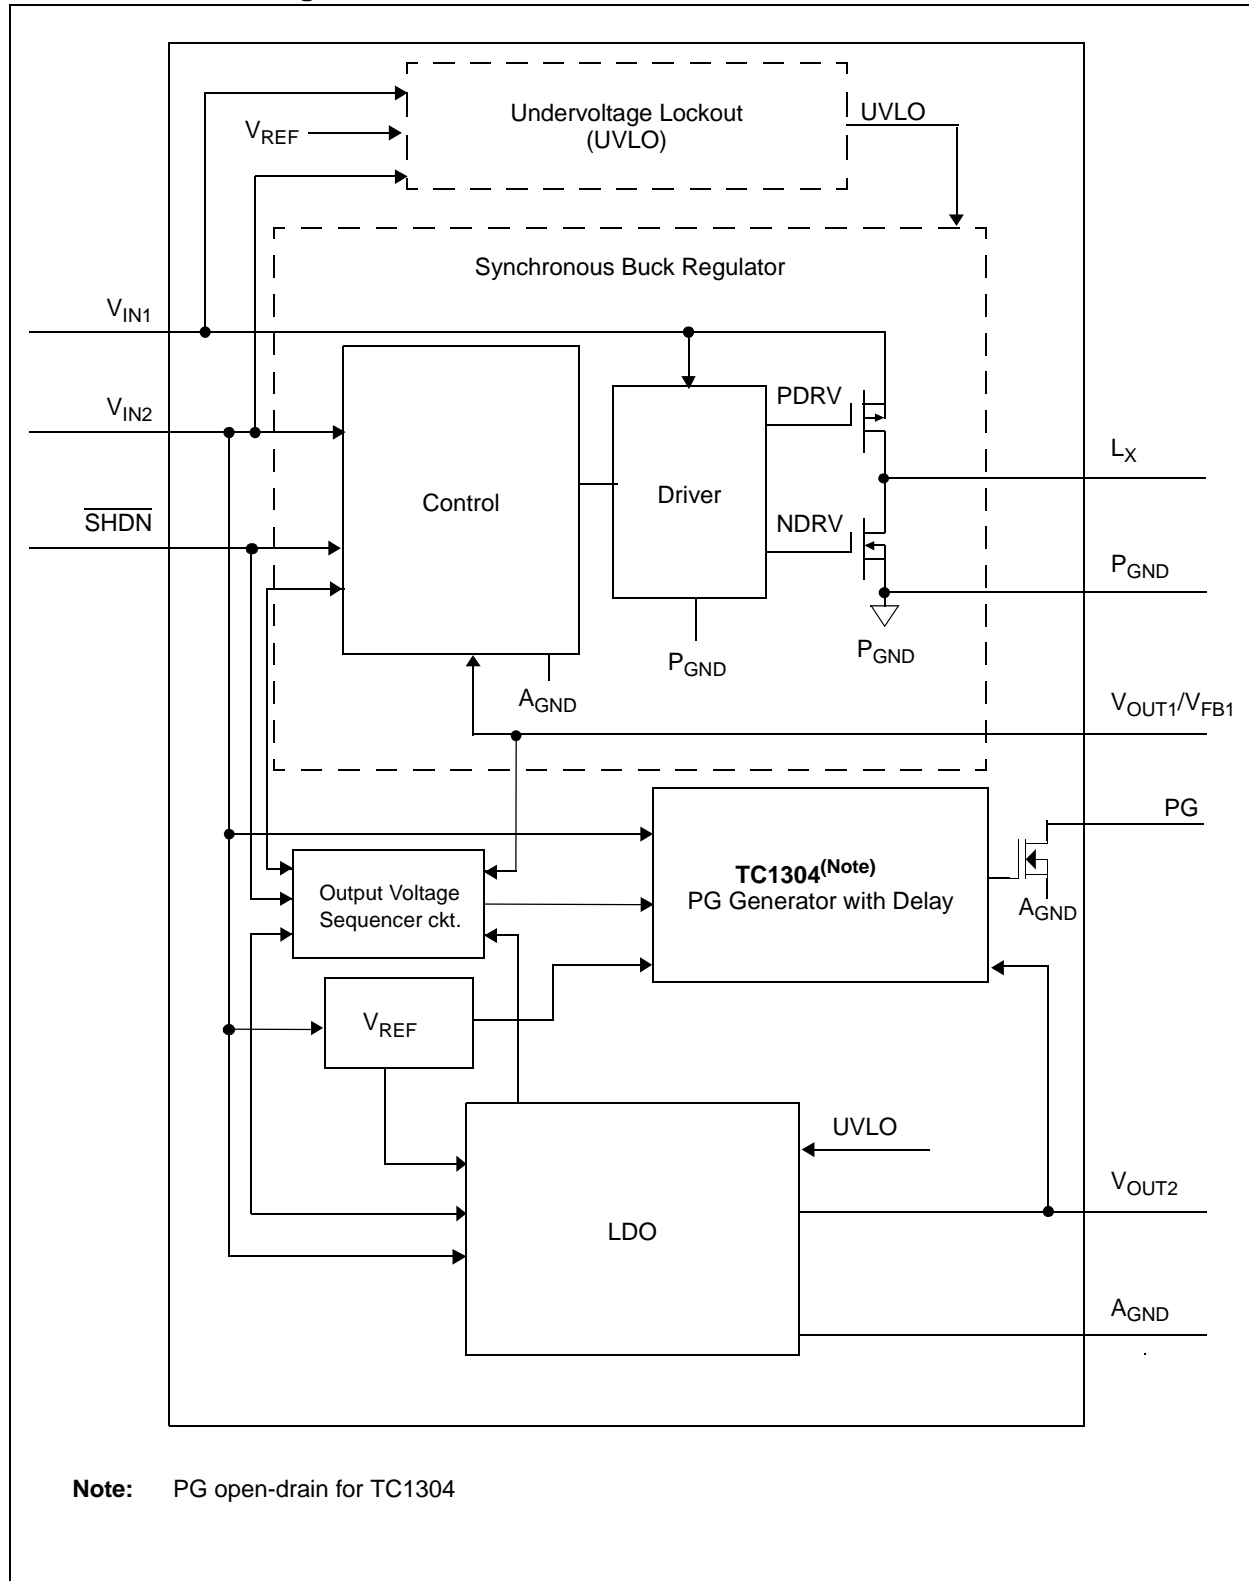 Undervoltage Lockout
(UVLO)
UVLO
VREF
Synchronous Buck Regulator
VIN1
VIN2
SHDN
Control
Driver
PDRV
NDRV
LX
PGND
PGND
PGND
AGND
VOUT1/VFB1
PG
TC1304(Note)
PG Generator with Delay
AGND
Output Voltage
Sequencer ckt.
VREF
UVLO
LDO
VOUT2
AGND
Note: PG open-drain for TC1304